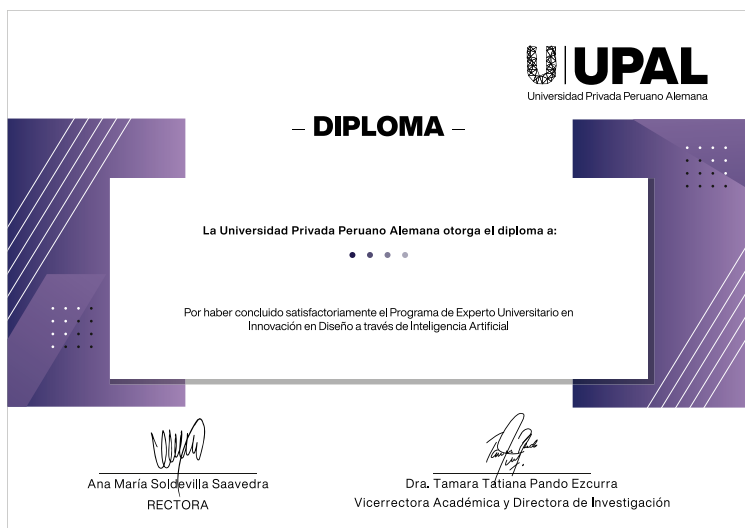 UPAL
Universidad Privada Peruano Alemana
– DIPLOMA –
La Universidad Privada Peruano Alemana otorga el diploma a:
Por haber concluido satisfactoriamente el Programa de Experto Universitario en
Innovación en Diseño a través de Inteligencia Artificial
Ana María Soldevilla Saavedra
RECTORA
Dra. Tamara Tatiana Pando Ezcurra
Vicerrectora Académica y Directora de Investigación